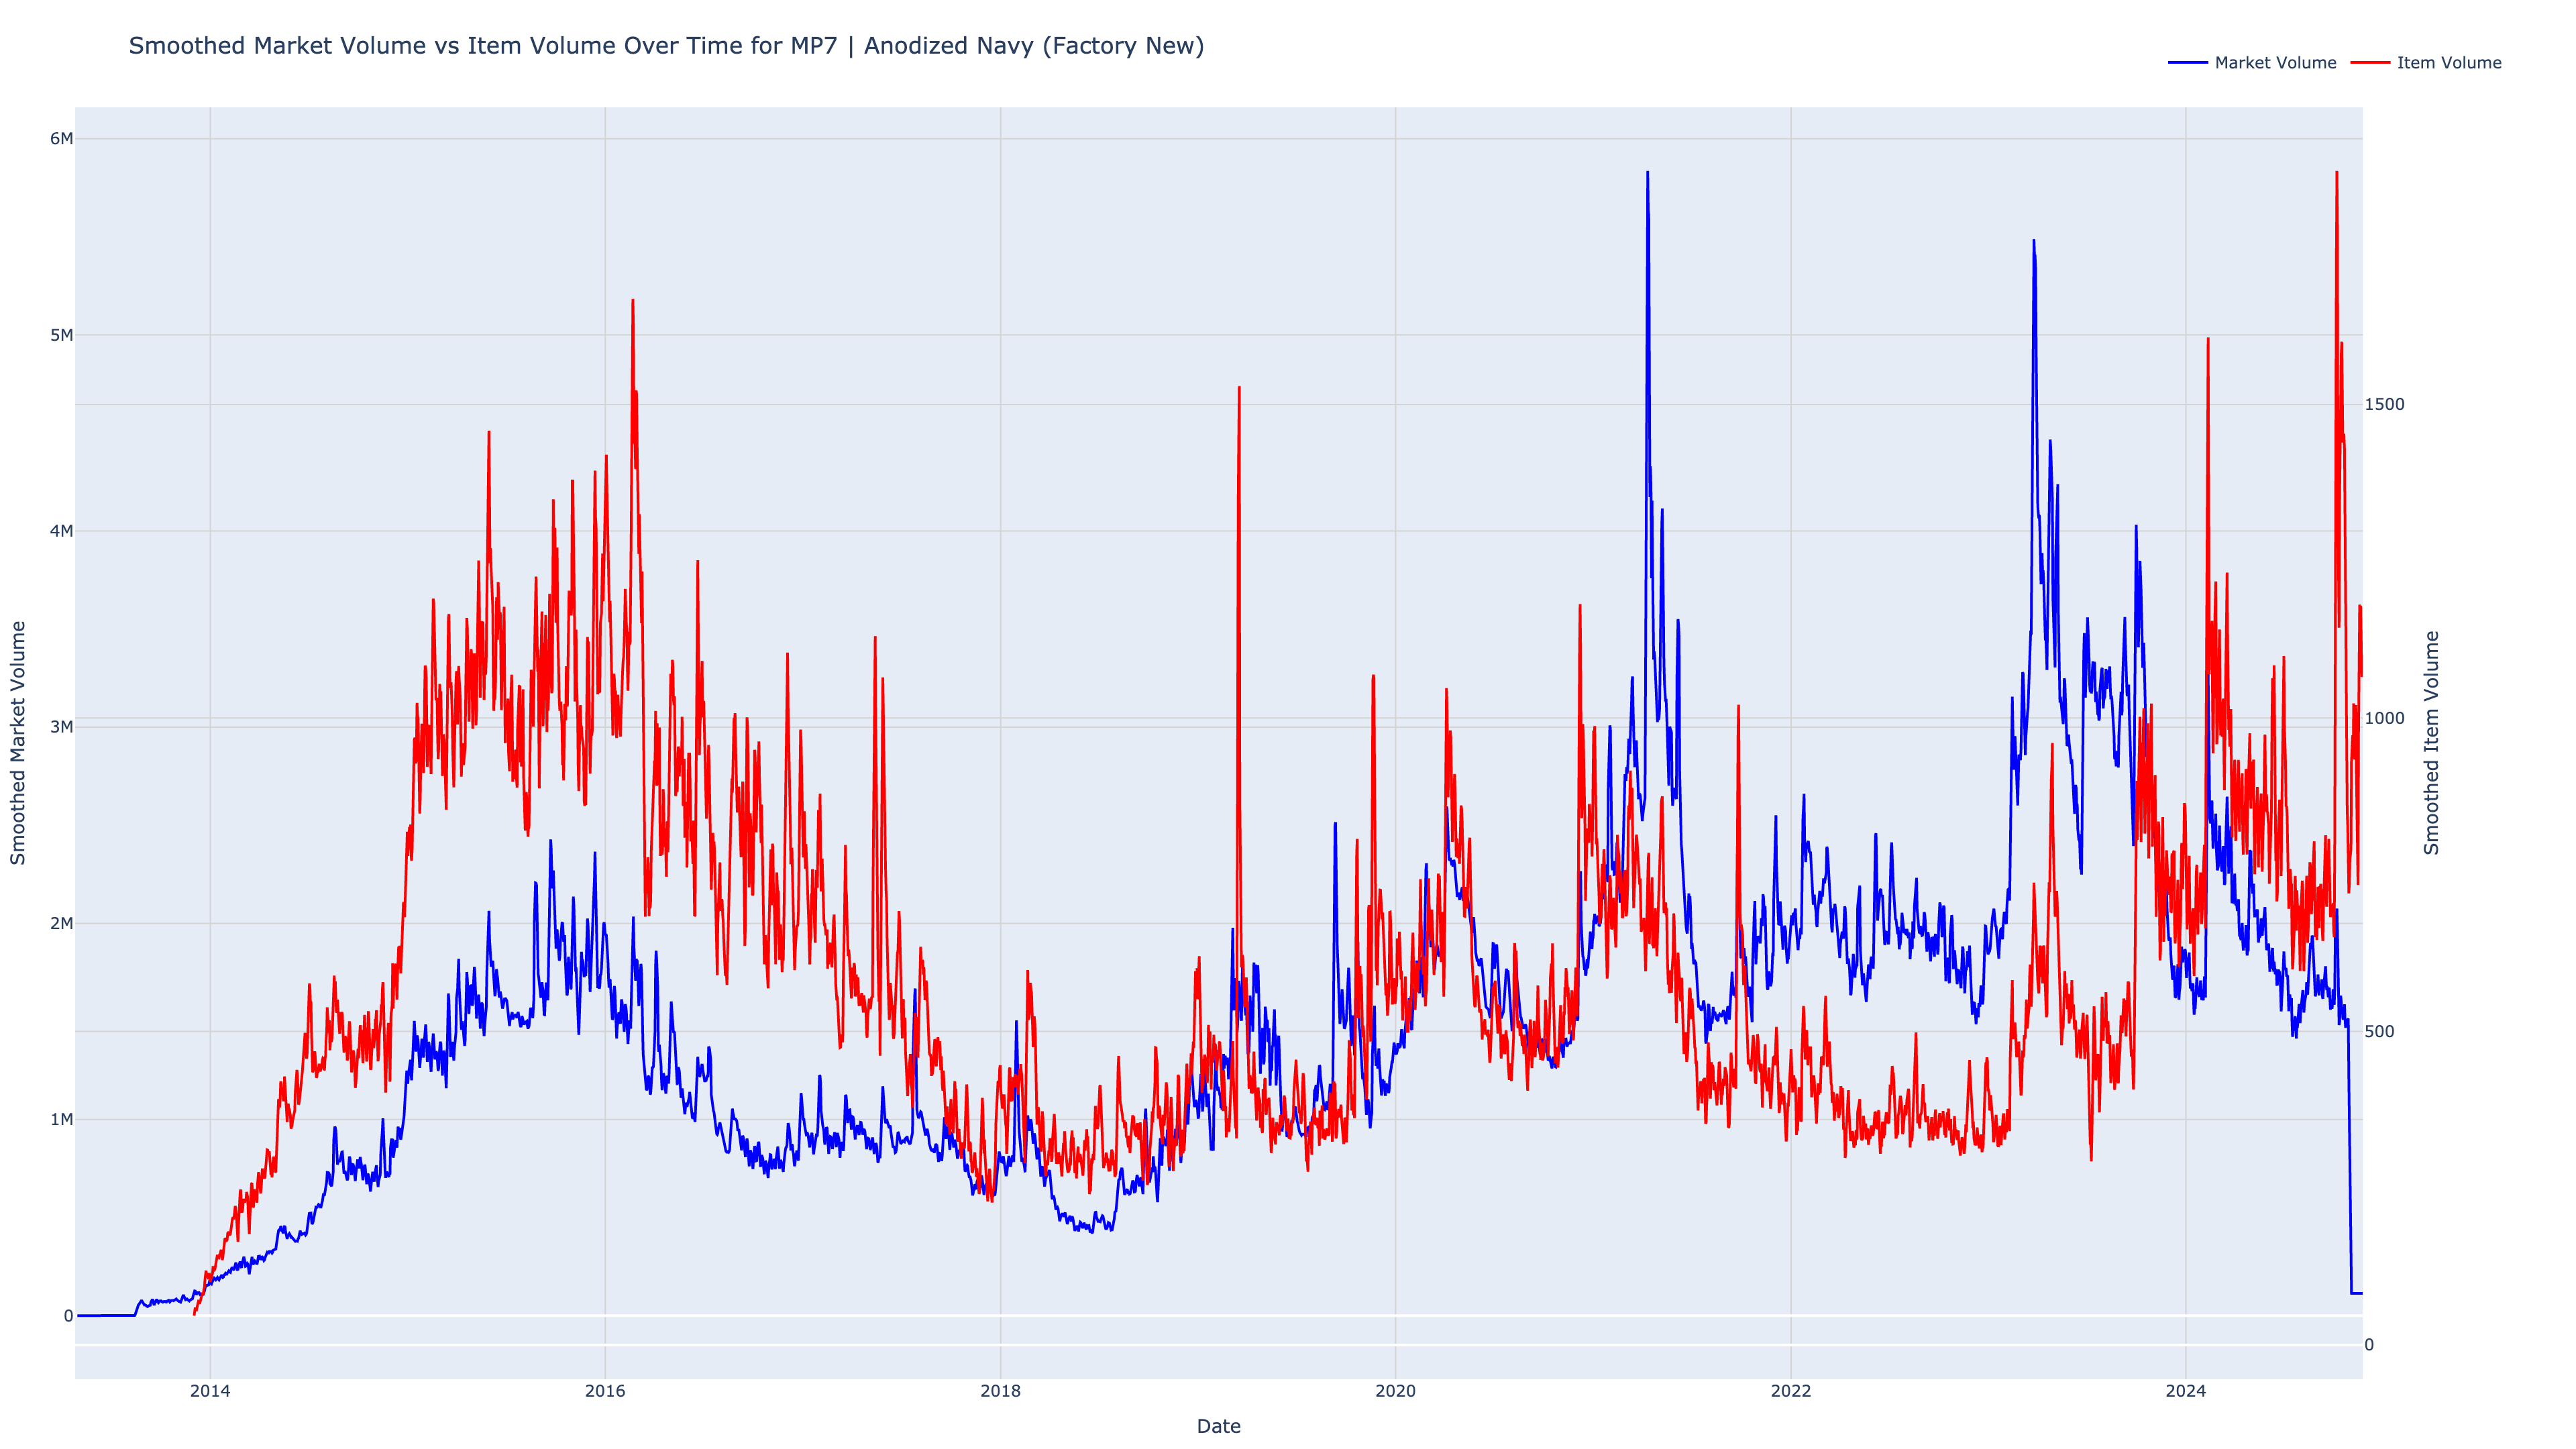 Smoothed Market Volume vs Item Volume Over Time for MP7 | Anodized Navy (Factory New)
Market Volume
Item Volume
6M
5M
4M
3M
2M
1M
0
Smoothed Market Volume
1500
1000
500
0
Smoothed Item Volume
2014
2016
2018
2020
2022
2024
Date